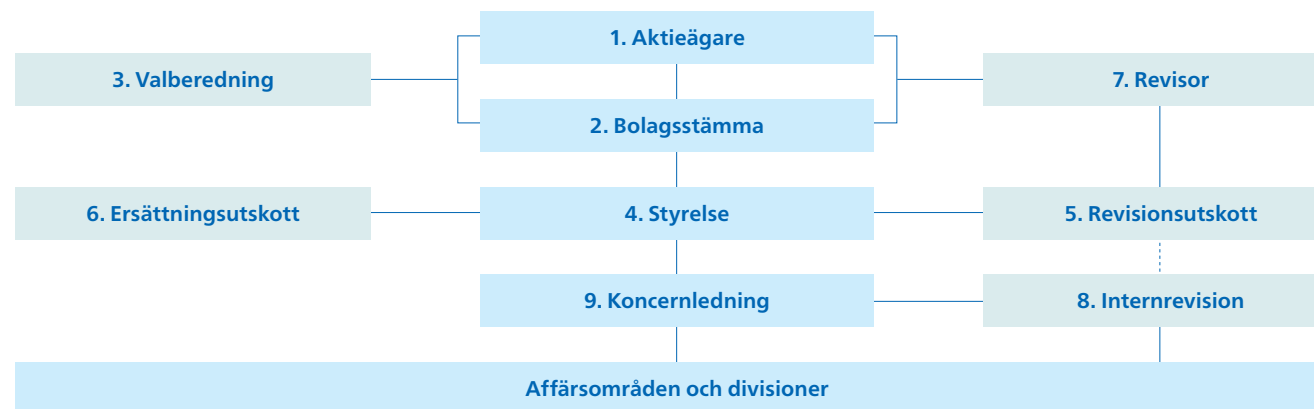 1. Aktieägare
3. Valberedning
7. Revisor
2. Bolagsstämma
6. Ersättningsutskott
4. Styrelse
5. Revisionsutskott
9. Koncernledning
8. Internrevision
Affärsområden och divisioner